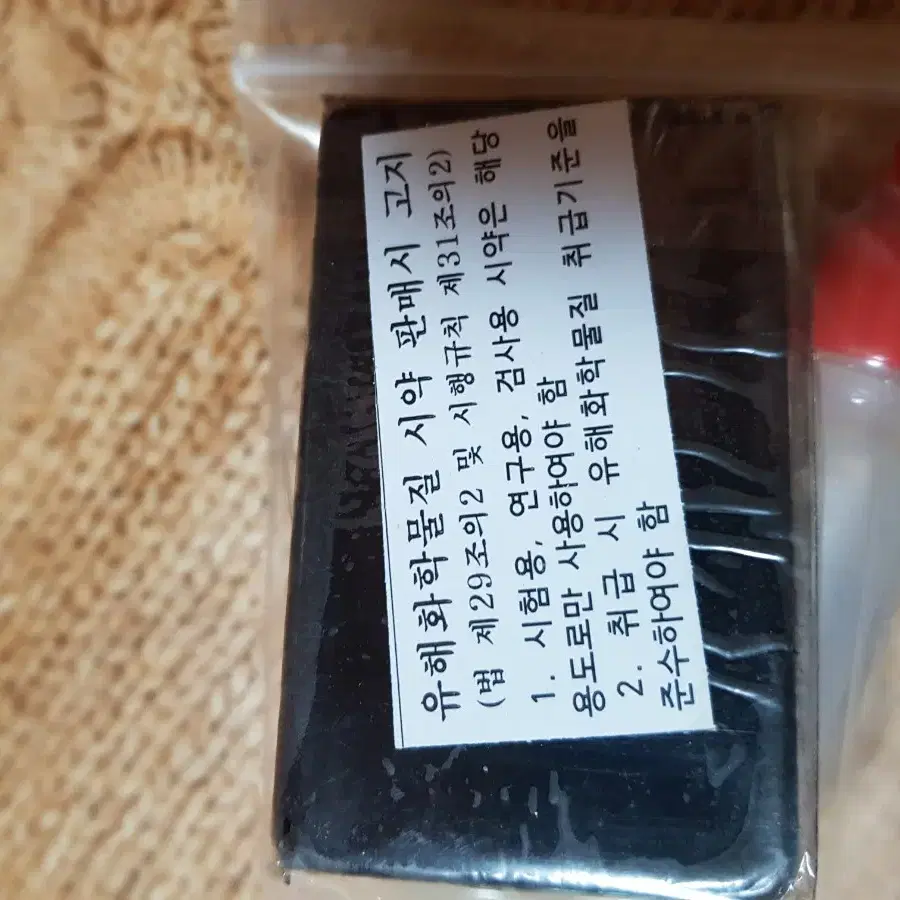 유해화학물질 시약 판매시 고지
(법 제29조의2 및 시행규칙 제31조의2)
1. 시험용, 연구용, 검사용 시약은 해당
용도로만 사용하여야 함
2. 취급 시 유해화학물질 취급기준을
준수하여야 함